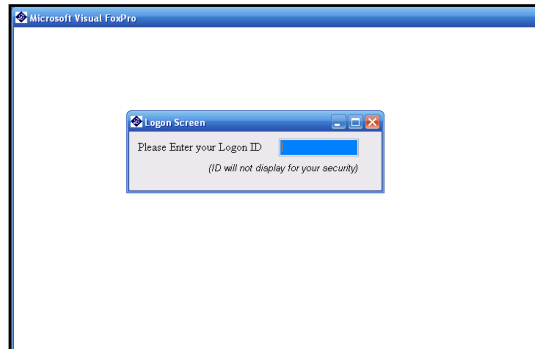 Microsoft Visual FoxPro
Logon Screen
Please Enter your Logon ID
(ID will not display for your security)